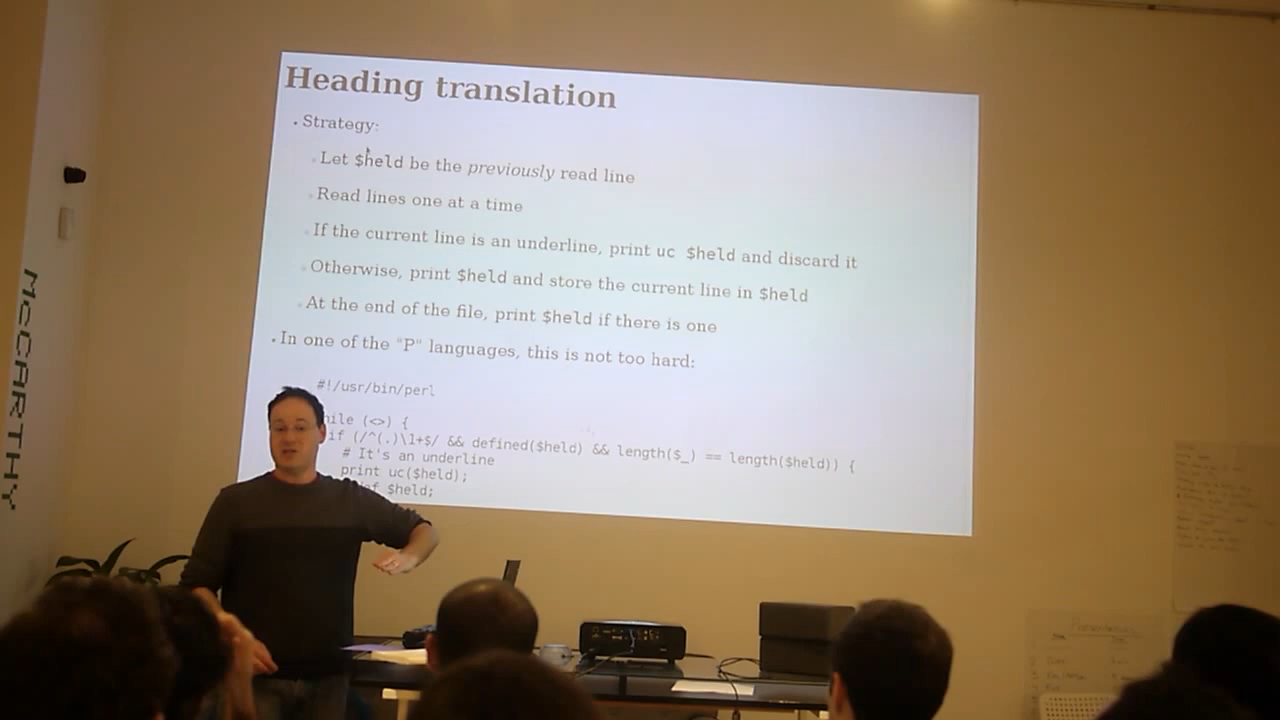 Heading translation
• Strategy:
Let $held be the previously read line
Read lines one at a time
If the current line is an underline, print uc $held and discard it
Otherwise, print $held and store the current line in $held
At the end of the file, print $held if there is one
• In one of the "P" languages, this is not too hard:
#!/usr/bin/perl
hile (<>) {
if (/^(.)\1+$/ && defined($held) && length($_) == length($held)) {
# It's an underline
print uc($held);
ef $held;
McCARTHY